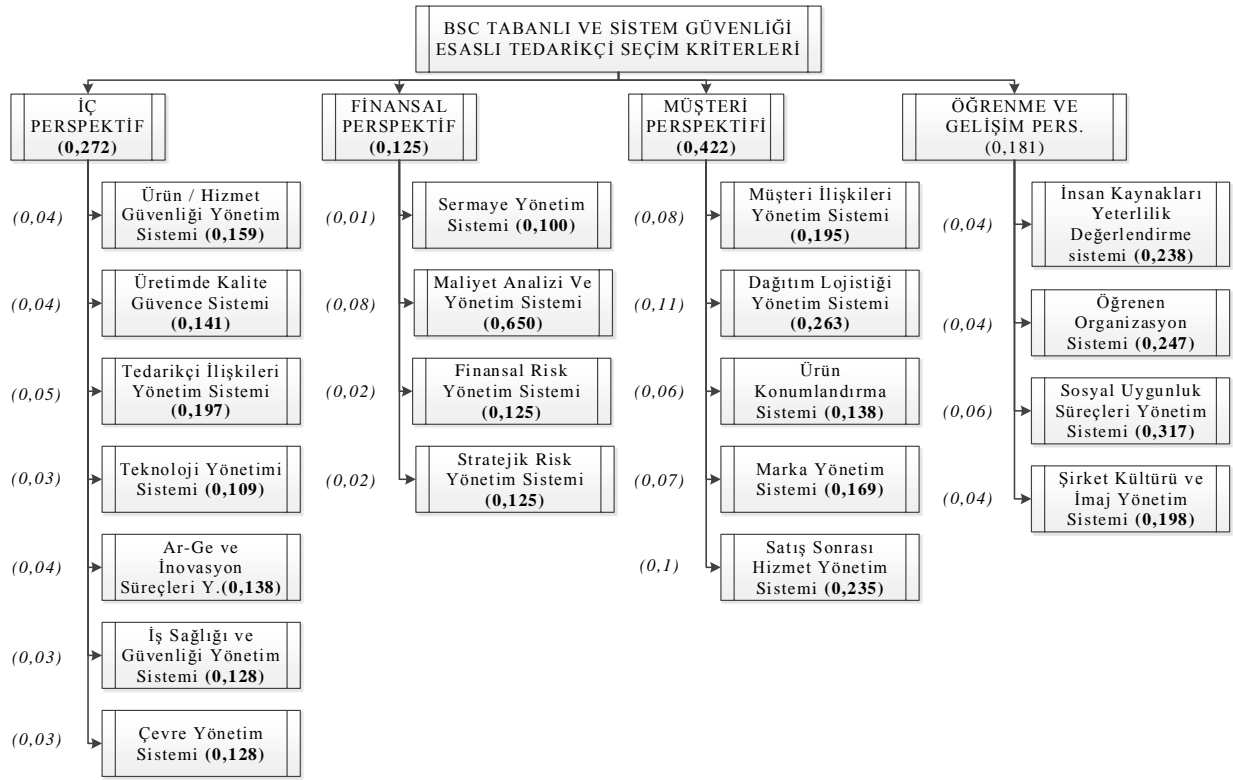 BSC TABANLI VE SİSTEM GÜVENLİĞİ
ESASLI TEDARİKÇİ SEÇİM KRİTERLERİ
İÇ
PERSPEKTİF
(0,272)
(0,04)
Ürün / Hizmet
Güvenliği Yönetim
Sistemi (0,159)
(0,04)
Üretimde Kalite
Güvence Sistemi
(0,141)
(0,05)
Tedarikçi İlişkileri
Yönetim Sistemi
(0,197)
(0,03)
Teknoloji Yönetimi
Sistemi (0,109)
(0,04)
Ar-Ge ve
İnovasyon
Süreçleri Y.(0,138)
(0,03)
İş Sağlığı ve
Güvenliği Yönetim
Sistemi (0,128)
(0,03)
Çevre Yönetim
Sistemi (0,128)
FİNANSAL
PERSPEKTİF
(0,125)
(0,01)
Sermaye Yönetim
Sistemi (0,100)
(0,08)
Maliyet Analizi Ve
Yönetim Sistemi
(0,650)
(0,02)
Finansal Risk
Yönetim Sistemi
(0,125)
(0,02)
Stratejik Risk
Yönetim Sistemi
(0,125)
MÜŞTERİ
PERSPEKTİFİ
(0,422)
(0,08)
Müşteri İlişkileri
Yönetim Sistemi
(0,195)
(0,11)
Dağıtım Lojistiği
Yönetim Sistemi
(0,263)
(0,06)
Ürün
Konumlandırma
Sistemi (0,138)
(0,07)
Marka Yönetim
Sistemi (0,169)
(0,1)
Satış Sonrası
Hizmet Yönetim
Sistemi (0,235)
ÖĞRENME VE
GELİŞİM PERS.
(0,181)
(0,04)
İnsan Kaynakları
Yeterlilik
Değerlendirme
sistemi (0,238)
(0,04)
Öğrenen
Organizasyon
Sistemi (0,247)
(0,06)
Sosyal Uygunluk
Süreçleri Yönetim
Sistemi (0,317)
(0,04)
Şirket Kültürü ve
İmaj Yönetim
Sistemi (0,198)